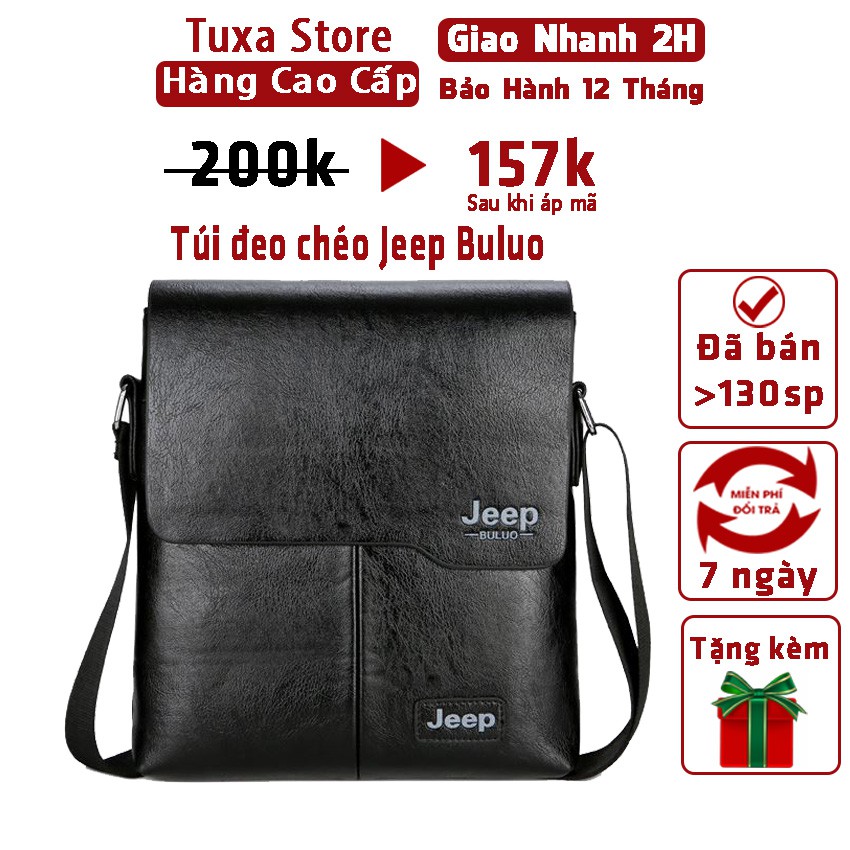 Tuxa Store
Hàng Cao Cấp
Giao Nhanh 2H
Bảo Hành 12 Tháng
200k
157k
Sau khi áp mã
Túi đeo chéo Jeep Buluo
Jeep
BULUO
Jeep
Đã bán
>130sp
MIỄN PHÍ
ĐỔI TRẢ
7 ngày
Tặng kèm